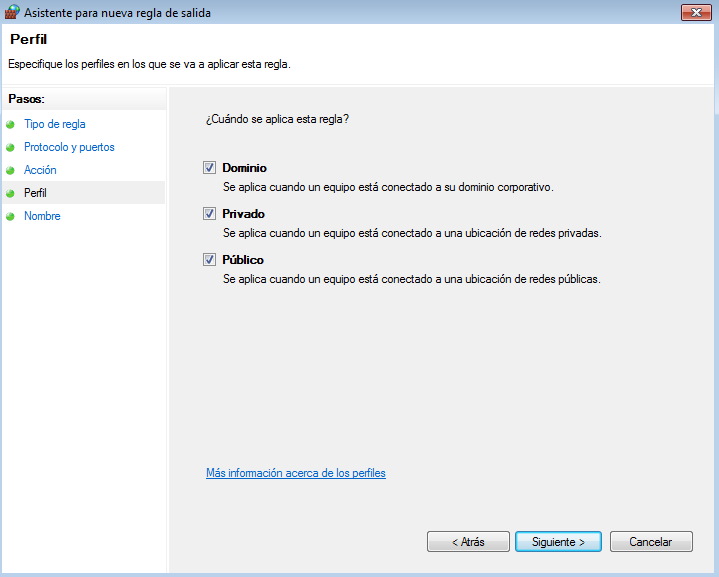 Asistente para nueva regla de salida
Perfil
Especifique los perfiles en los que se va a aplicar esta regla.
Pasos:
Tipo de regla
Protocolo y puertos
Acción
Perfil
Nombre
¿Cuándo se aplica esta regla?
Dominio
Se aplica cuando un equipo está conectado a su dominio corporativo.
Privado
Se aplica cuando un equipo está conectado a una ubicación de redes privadas.
Público
Se aplica cuando un equipo está conectado a una ubicación de redes públicas.
Más información acerca de los perfiles
< Atrás
Siguiente >
Cancelar